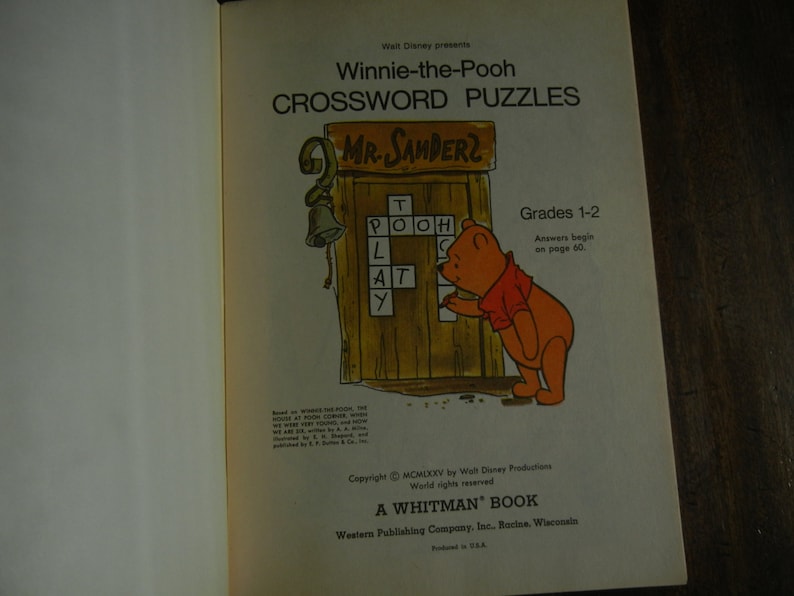 Walt Disney presents
Winnie-the-Pooh
CROSSWORD PUZZLES
MR. SANDERS
T
POOH
L O
A T
Y
Grades 1-2
Answers begin
on page 60.
Based on WINNIE-THE-POOH, THE
HOUSE AT POOH CORNER, WHEN
WE WERE VERY YOUNG, and NOW
WE ARE SIX, written by A. A. Milne,
illustrated by E. H. Shepard, and
published by E. P. Dutton & Co., Inc.
Copyright © MCMLXXV by Walt Disney Productions
World rights reserved
A WHITMAN® BOOK
Western Publishing Company, Inc., Racine, Wisconsin
Produced in U.S.A.